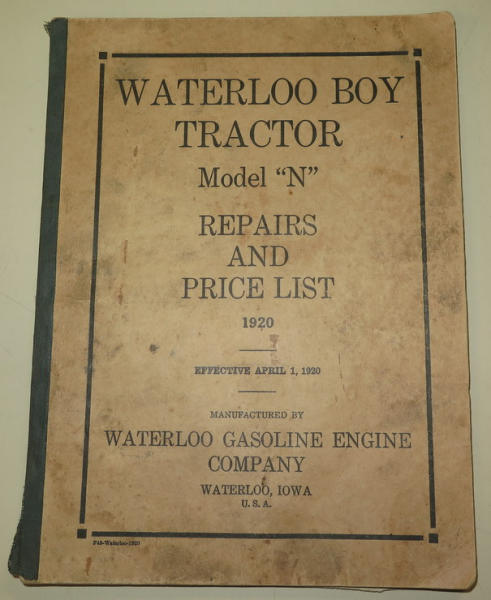 WATERLOO BOY
TRACTOR
Model "N"
REPAIRS
AND
PRICE LIST
1920
EFFECTIVE APRIL 1, 1920
MANUFACTURED BY
WATERLOO GASOLINE ENGINE
COMPANY
WATERLOO, IOWA
U. S. A.